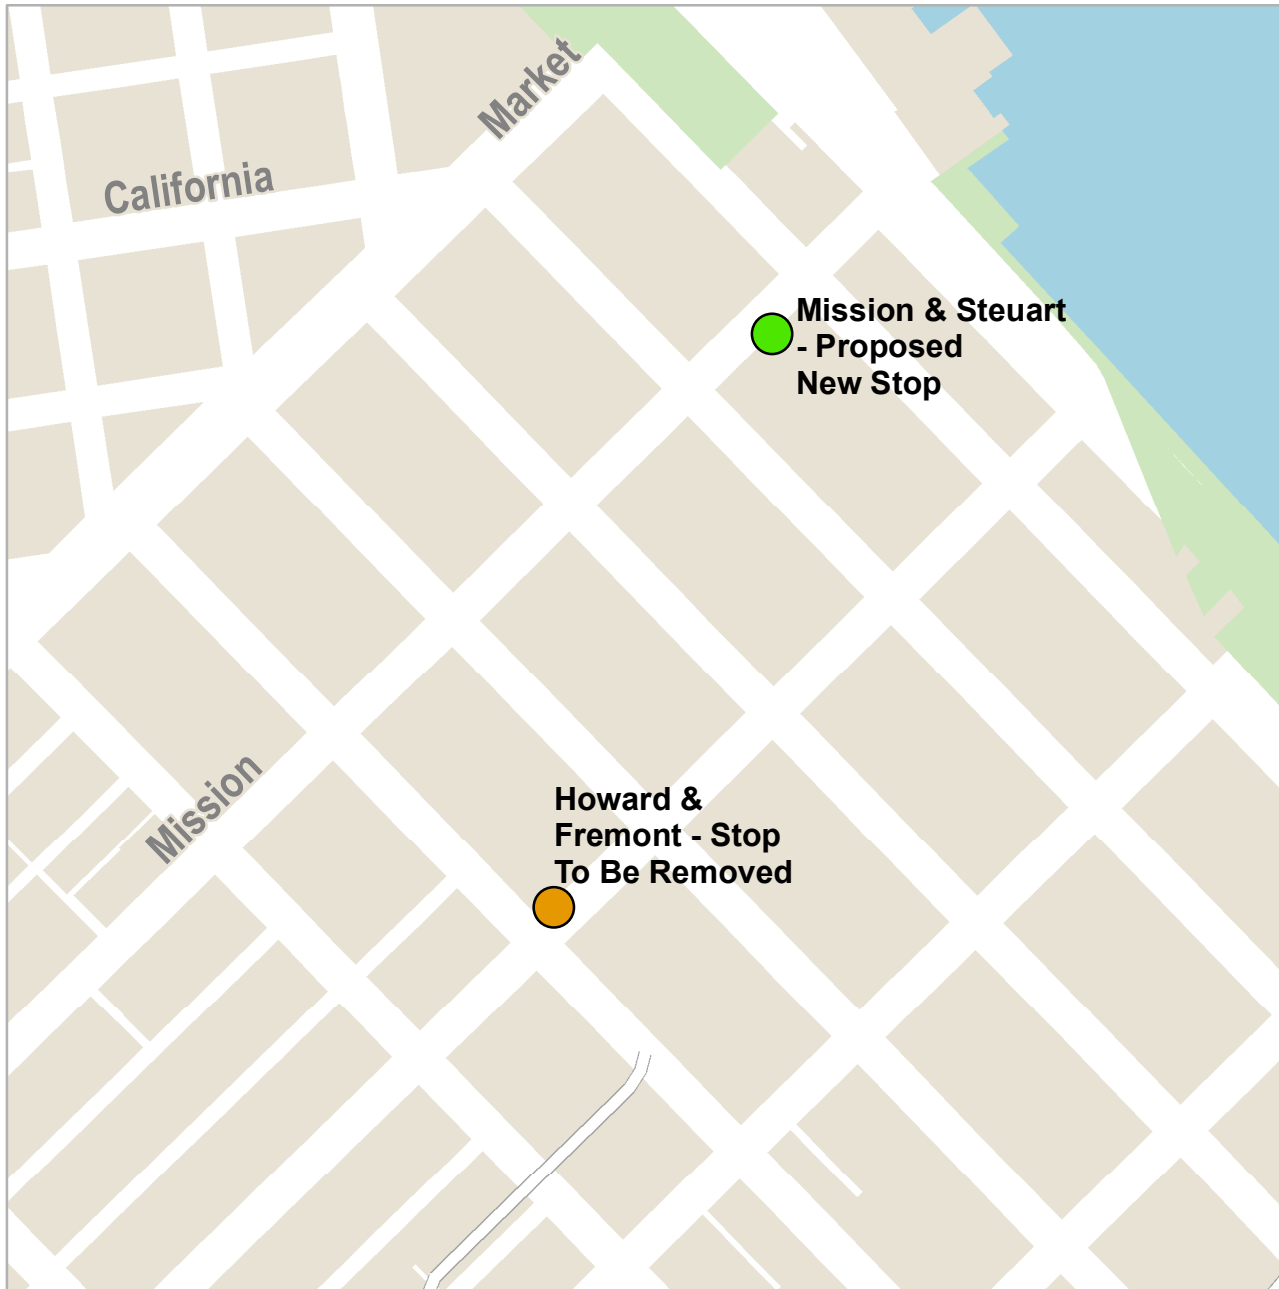 Market
California
Mission & Steuart
- Proposed
New Stop
Mission
Howard &
Fremont - Stop
To Be Removed